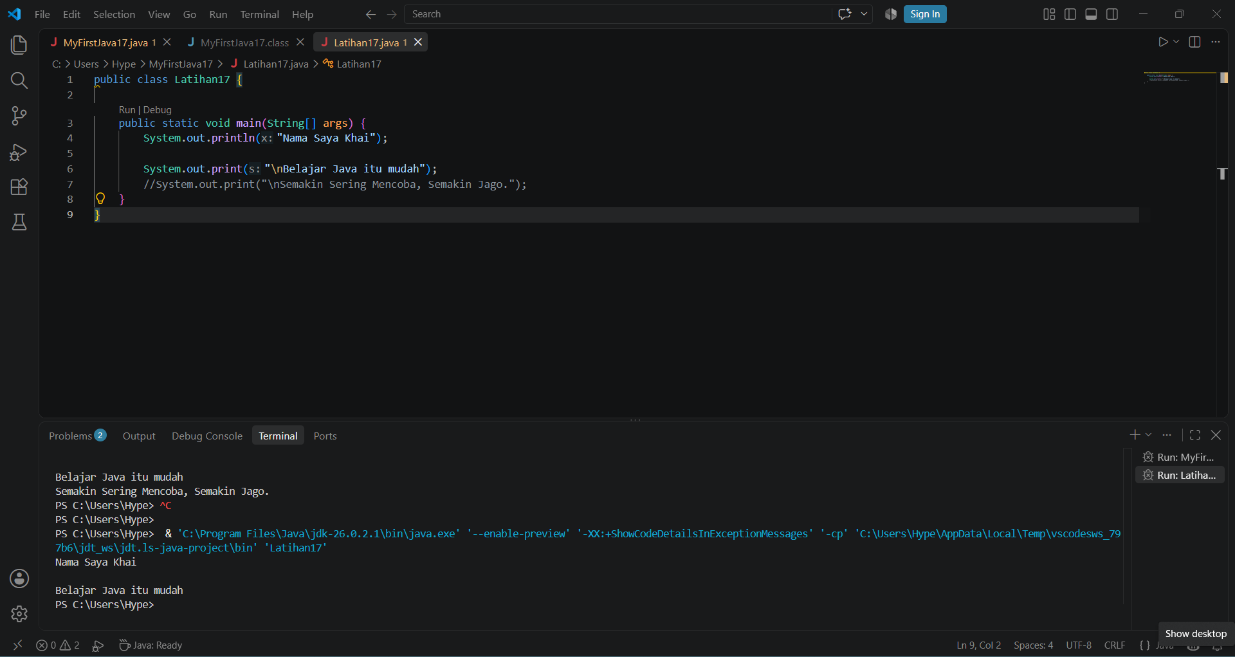 File Edit Selection View Go Run Terminal Help Search Sign In
MyFirstJava17.java 1 MyFirstJava17.class Latihan17.java 1
C: > Users > Hype > MyFirstJava17 > Latihan17.java > Latihan17
1 public class Latihan17 {
2
Run | Debug
3 public static void main(String[] args) {
4 System.out.println(x: "Nama Saya Khai");
5
6 System.out.print(s: "\nBelajar Java itu mudah");
7 //System.out.print("\nSemakin Sering Mencoba, Semakin Jago.");
8 }
9 }
Problems 2 Output Debug Console Terminal Ports
Run: MyFir...
Run: Latiha...
Belajar Java itu mudah
Semakin Sering Mencoba, Semakin Jago.
PS C:\Users\Hype> ^C
PS C:\Users\Hype>
PS C:\Users\Hype> & 'C:\Program Files\Java\jdk-26.0.2.1\bin\java.exe' '--enable-preview' '-XX:+ShowCodeDetailsInExceptionMessages' '-cp' 'C:\Users\Hype\AppData\Local\Temp\vscodesws_79
7b6\jdt_ws\jdt.ls-java-project\bin' 'Latihan17'
Nama Saya Khai
Belajar Java itu mudah
PS C:\Users\Hype>
Show desktop
0 2 Java: Ready Ln 9, Col 2 Spaces: 4 UTF-8 CRLF {}